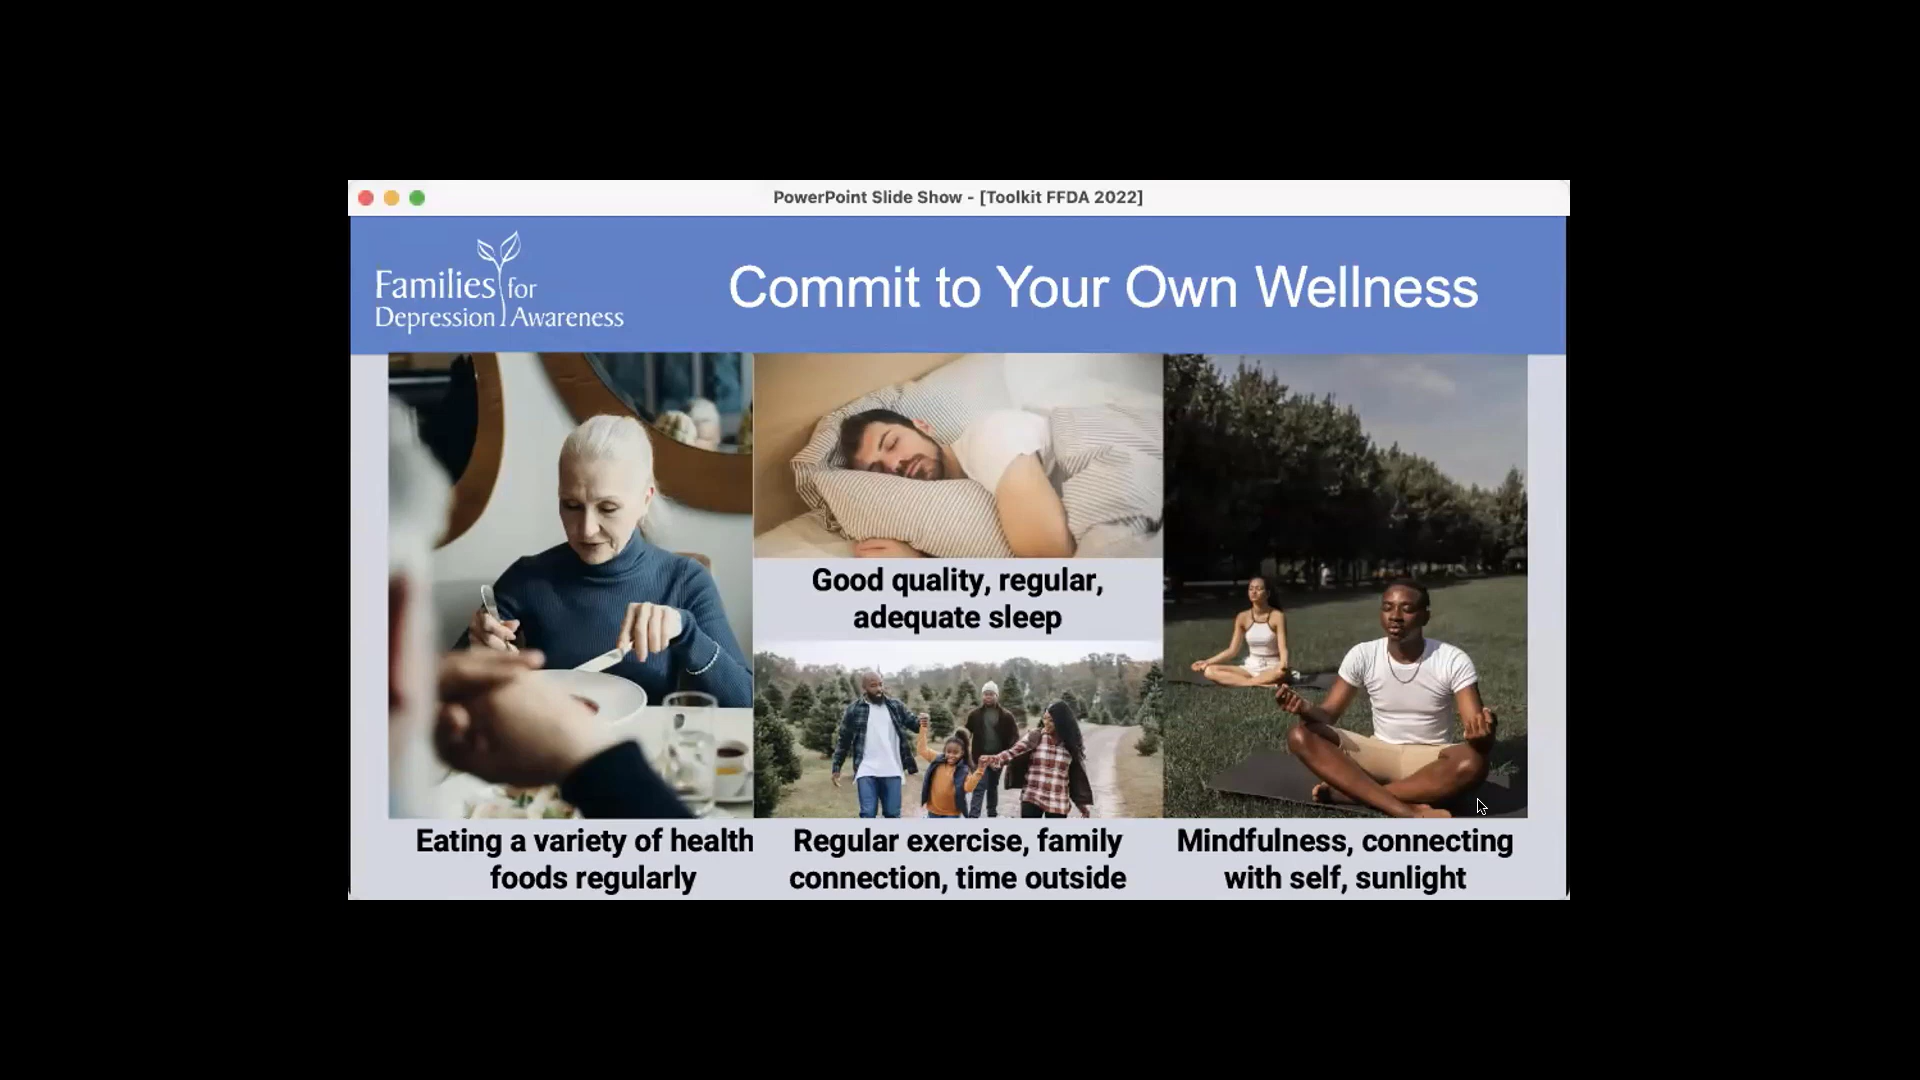 PowerPoint Slide Show - [Toolkit FFDA 2022]
Families for
Depression Awareness
Commit to Your Own Wellness
Good quality, regular,
adequate sleep
Eating a variety of health
foods regularly
Regular exercise, family
connection, time outside
Mindfulness, connecting
with self, sunlight